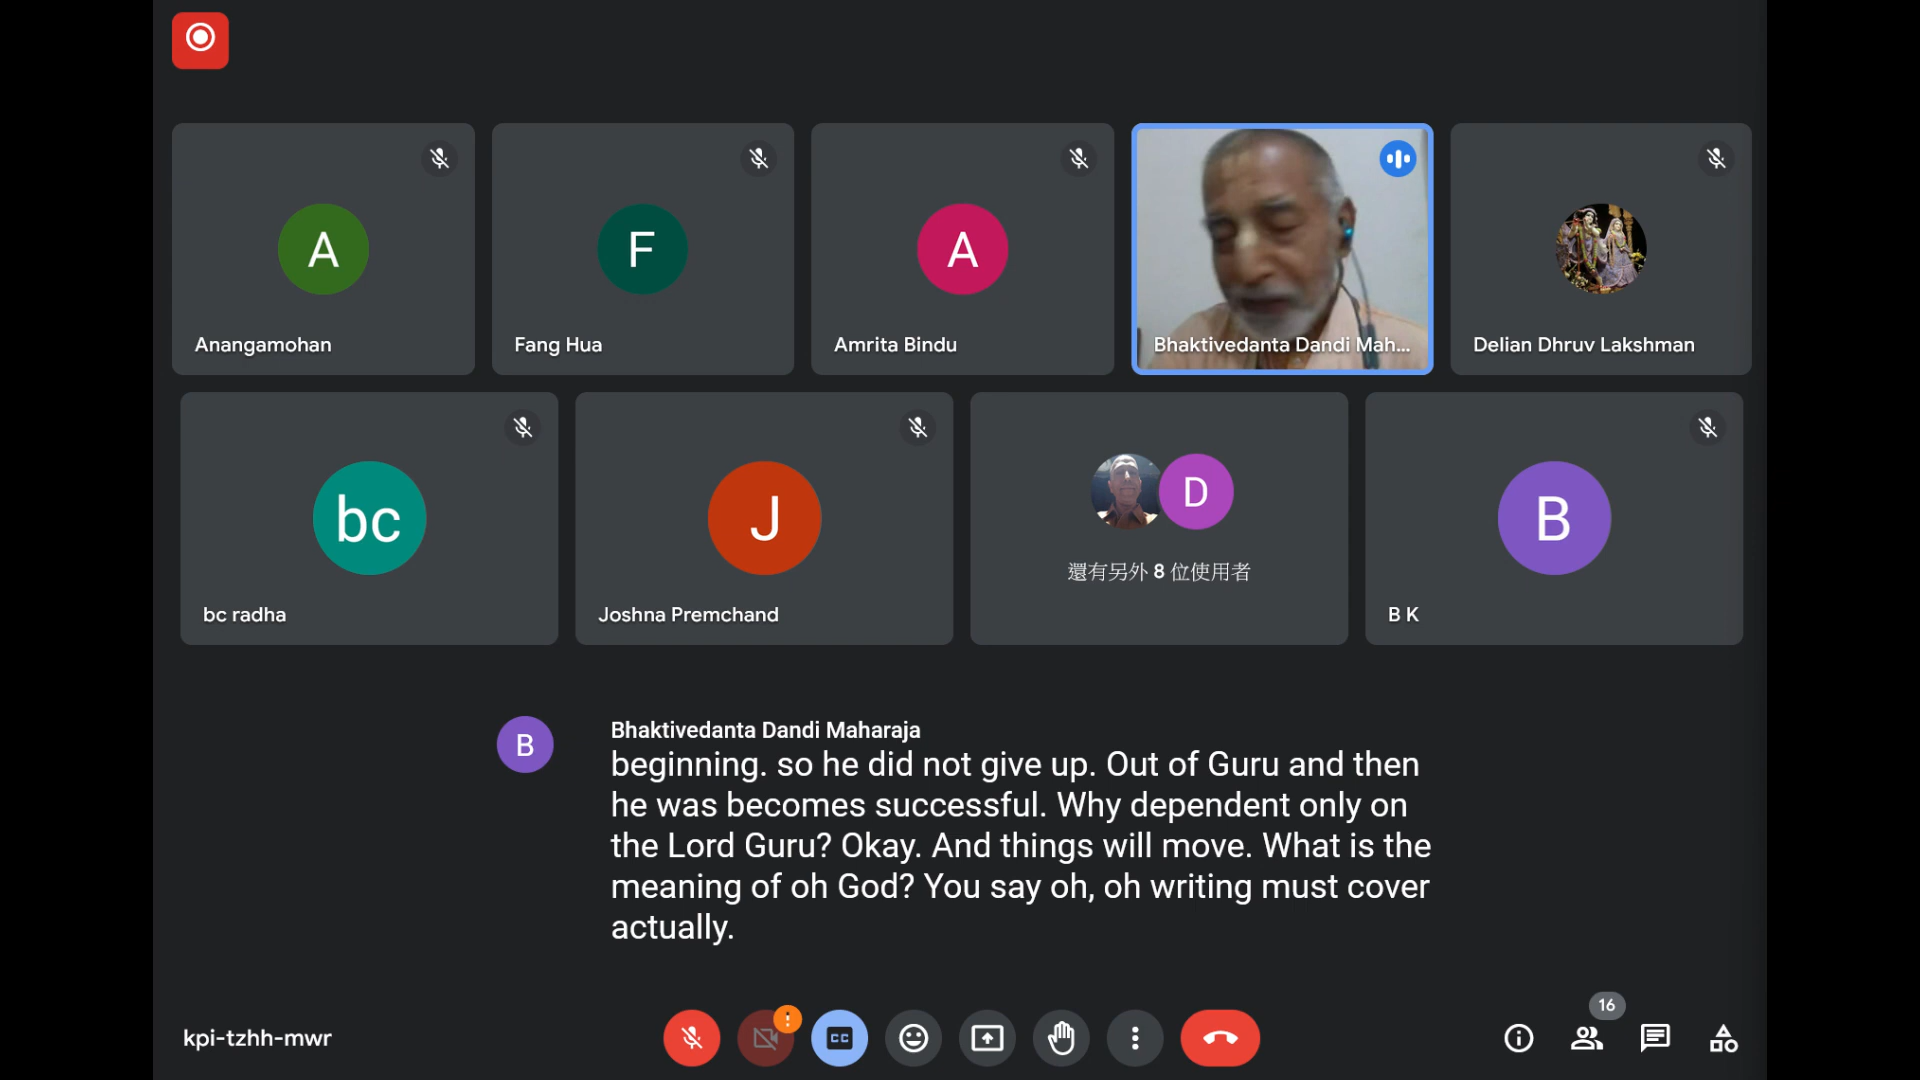 A
Anangamohan
F
Fang Hua
A
Amrita Bindu
Bhaktivedanta Dandi Mah...
Delian Dhruv Lakshman
bc
bc radha
J
Joshna Premchand
D
還有另外 8 位使用者
B
B K
B
Bhaktivedanta Dandi Maharaja
beginning. so he did not give up. Out of Guru and then
he was becomes successful. Why dependent only on
the Lord Guru? Okay. And things will move. What is the
meaning of oh God? You say oh, oh writing must cover
actually.
kpi-tzhh-mwr
CC
16